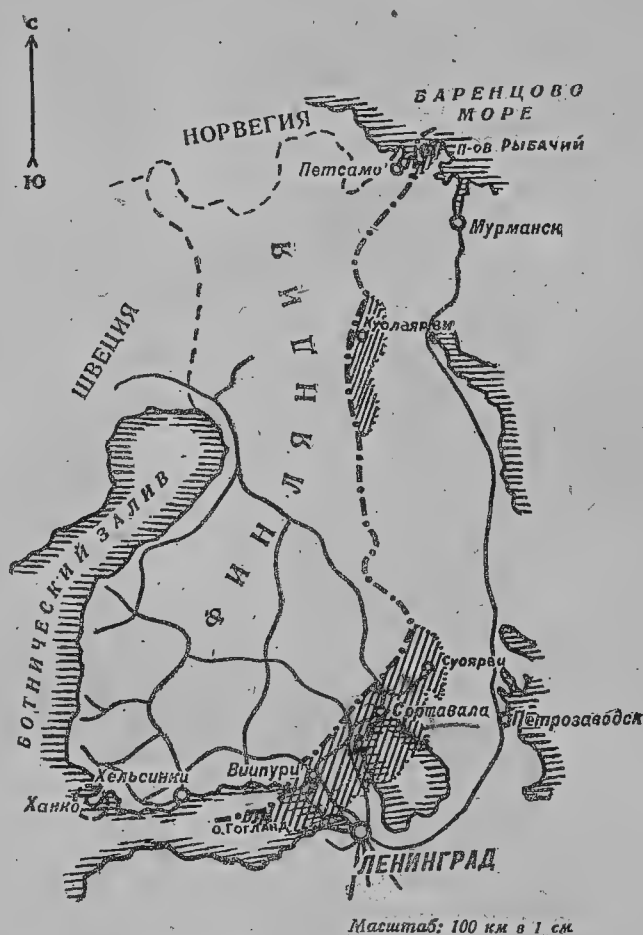 С
Ю
БАРЕНЦОВО
МОРЕ
НОРВЕГИЯ
П-ОВ. РЫБАЧИЙ
Петсамо
Мурманск
Куолаярви
ШВЕЦИЯ
ФИНЛЯНДИЯ
БОТНИЧЕСКИЙ ЗАЛИВ
Суоярви
Сортавала
Петрозаводск
Виипури
Хельсинки
Ханко
о. ГОГЛАНД
ЛЕНИНГРАД
Масштаб: 100 км в 1 см